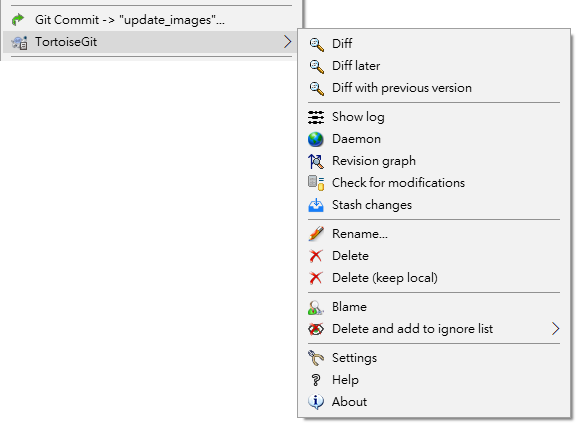 Git Commit -> "update_images"...
TortoiseGit
Diff
Diff later
Diff with previous version
Show log
Daemon
Revision graph
Check for modifications
Stash changes
Rename...
Delete
Delete (keep local)
Blame
Delete and add to ignore list
Settings
Help
About